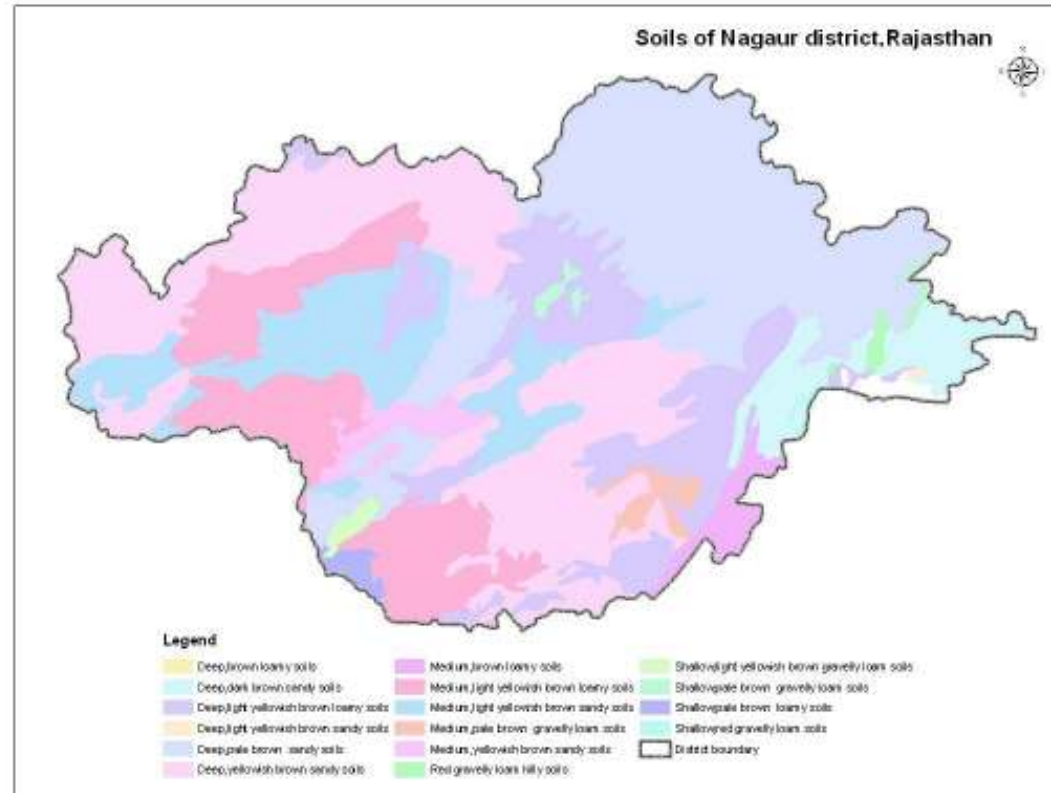 Soils of Nagaur district,Rajasthan
Legend
Deep,brown loamy soils
Deep,dark brown sandy soils
Deep,light yellowish brown loamy soils
Deep,light yellowish brown sandy soils
Deep,pale brown sandy soils
Deep,yellowish brown sandy soils
Medium,brown loamy soils
Medium,light yellowish brown loamy soils
Medium,light yellowish brown sandy soils
Medium,pale brown gravelly loam soils
Medium,yellowish brown sandy soils
Red gravelly loam hilly soils
Shallow,light yellowish brown gravelly loam soils
Shallow,pale brown gravelly loam soils
Shallow,pale brown loamy soils
Shallow,red gravelly loam soils
District boundary